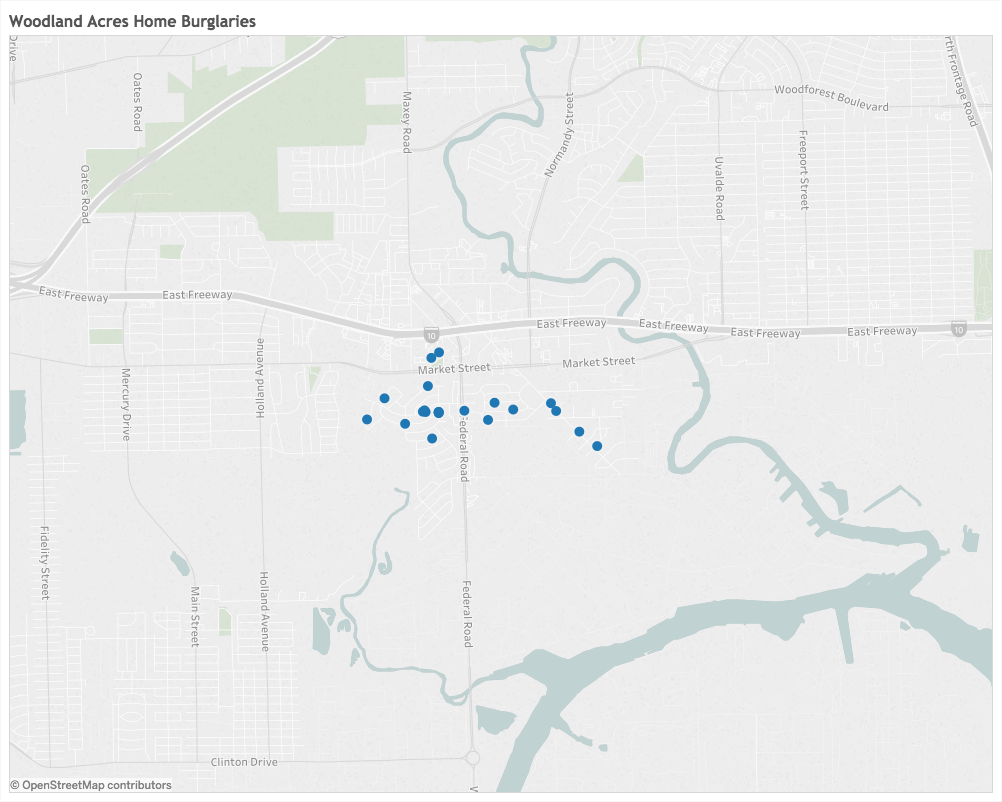 Woodland Acres Home Burglaries
Drive
Oates Road
Maxey Road
Normandy Street
Woodforest Boulevard
rth Frontage Road
Oates Road
Uvalde Road
Freeport Street
East Freeway
East Freeway
10
East Freeway
East Freeway
East Freeway
East Freeway
10
Market Street
Market Street
Mercury Drive
Holland Avenue
Federal Road
Fidelity Street
Main Street
Holland Avenue
Federal Road
Clinton Drive
© OpenStreetMap contributors